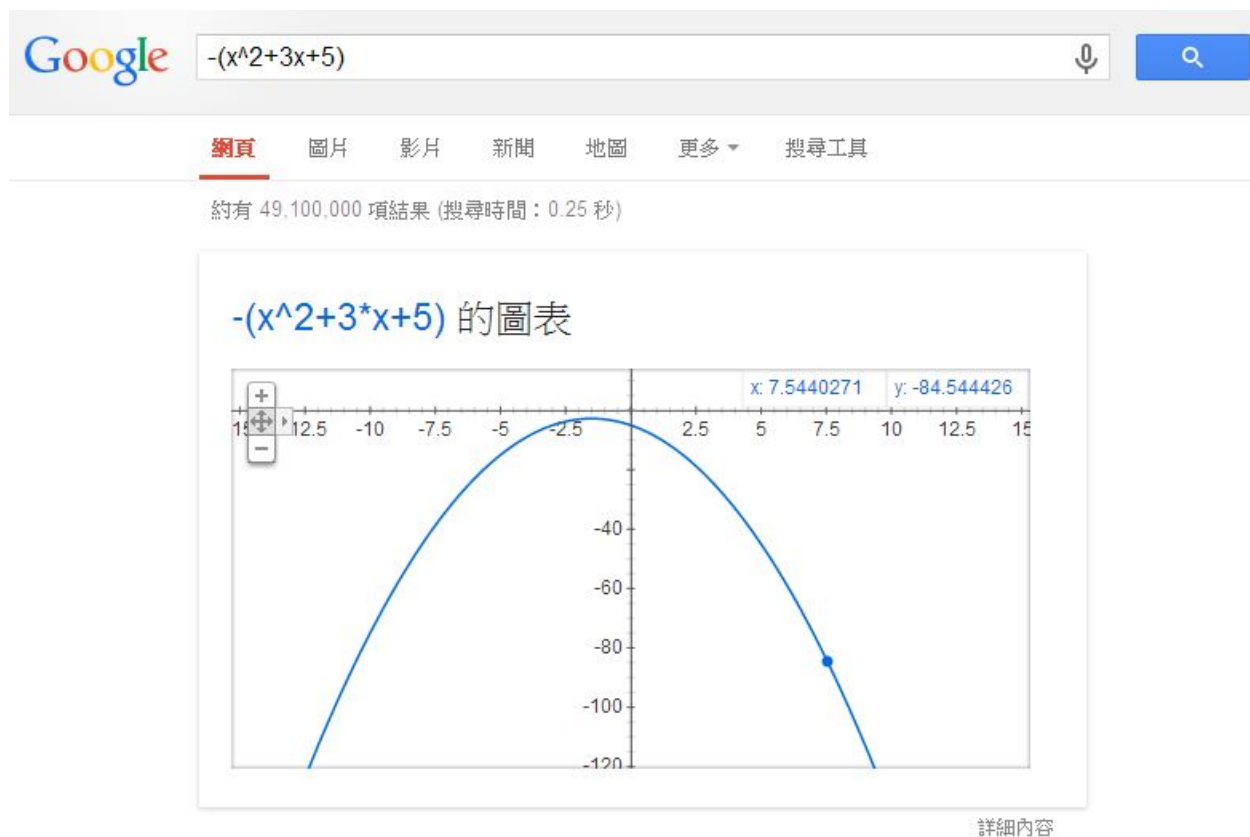 Google -(x^2+3x+5)
網頁 圖片 影片 新聞 地圖 更多 搜尋工具
約有 49,100,000 項結果 (搜尋時間：0.25 秒)
-(x^2+3*x+5) 的圖表
x: 7.5440271 y: -84.544426
+
12.5 -10 -7.5 -5 -2.5 2.5 5 7.5 10 12.5 15
−
-40
-60
-80
-100
-120
詳細內容